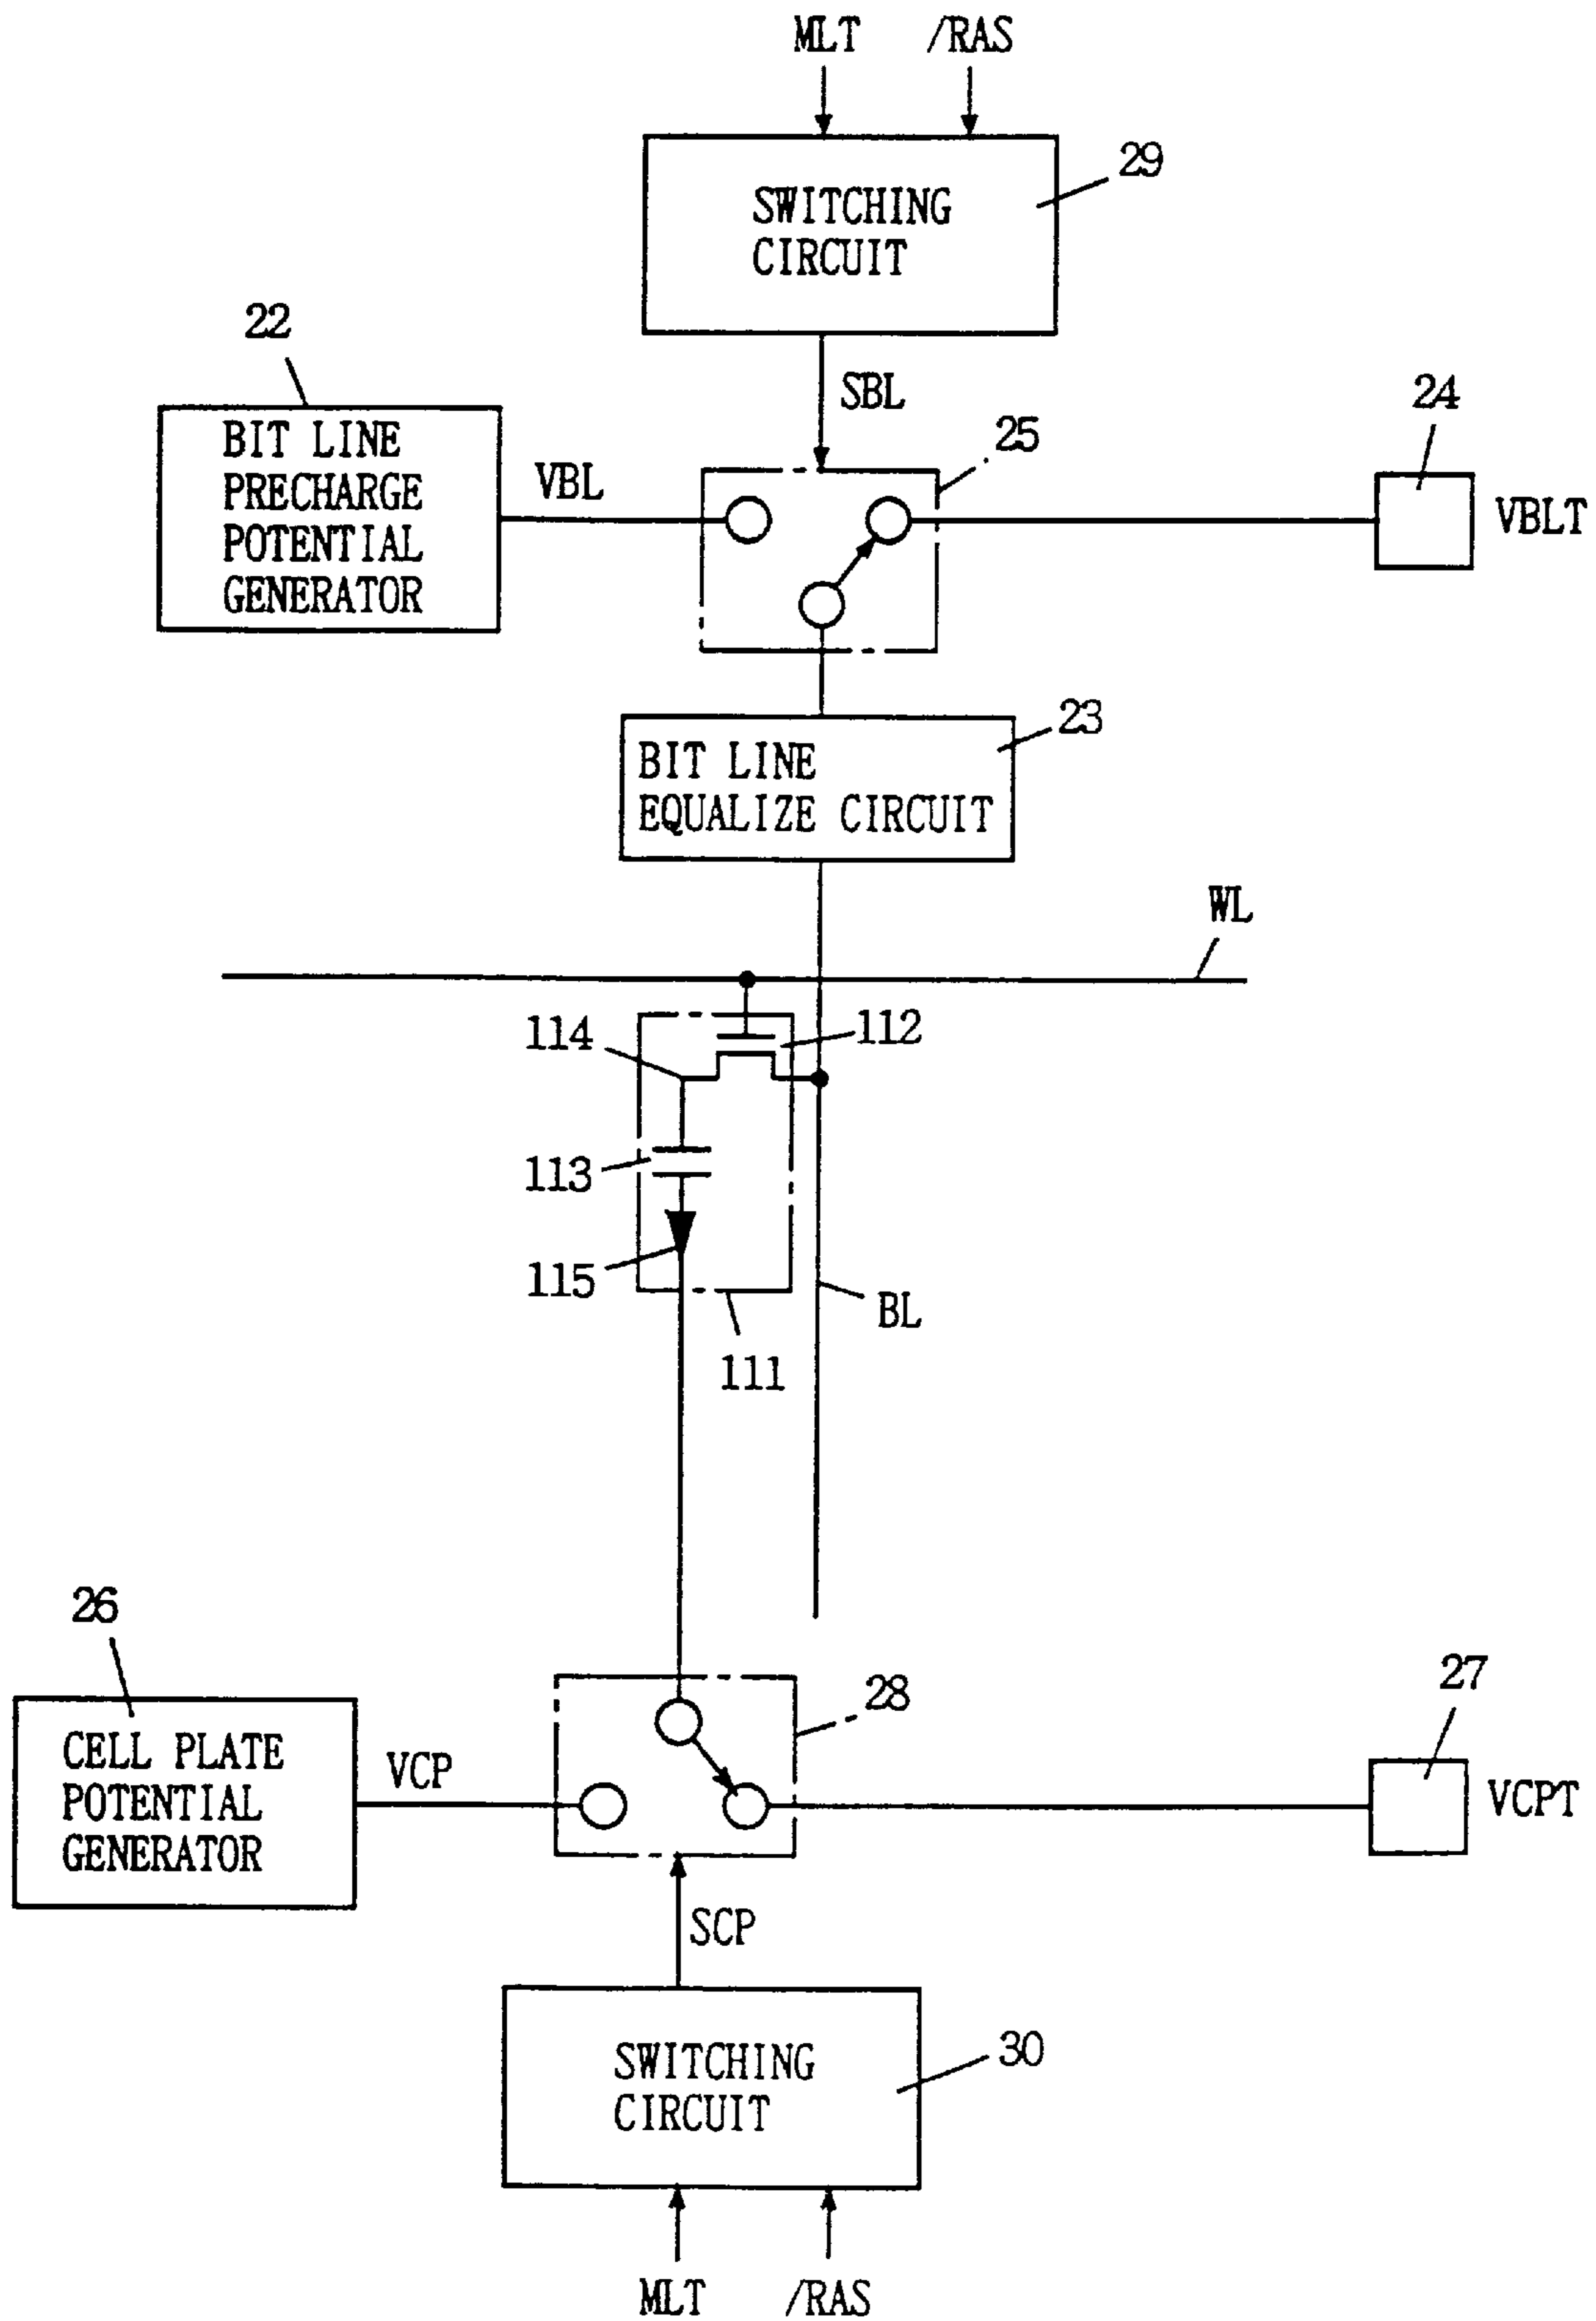 MLT /RAS
29
SWITCHING
CIRCUIT
22
SBL
24
25
BIT LINE
PRECHARGE
POTENTIAL
GENERATOR
VBL
VBLT
23
BIT LINE
EQUALIZE CIRCUIT
WL
114
112
113
115
BL
111
26
28
27
CELL PLATE
POTENTIAL
GENERATOR
VCP
VCPT
SCP
30
SWITCHING
CIRCUIT
MLT /RAS